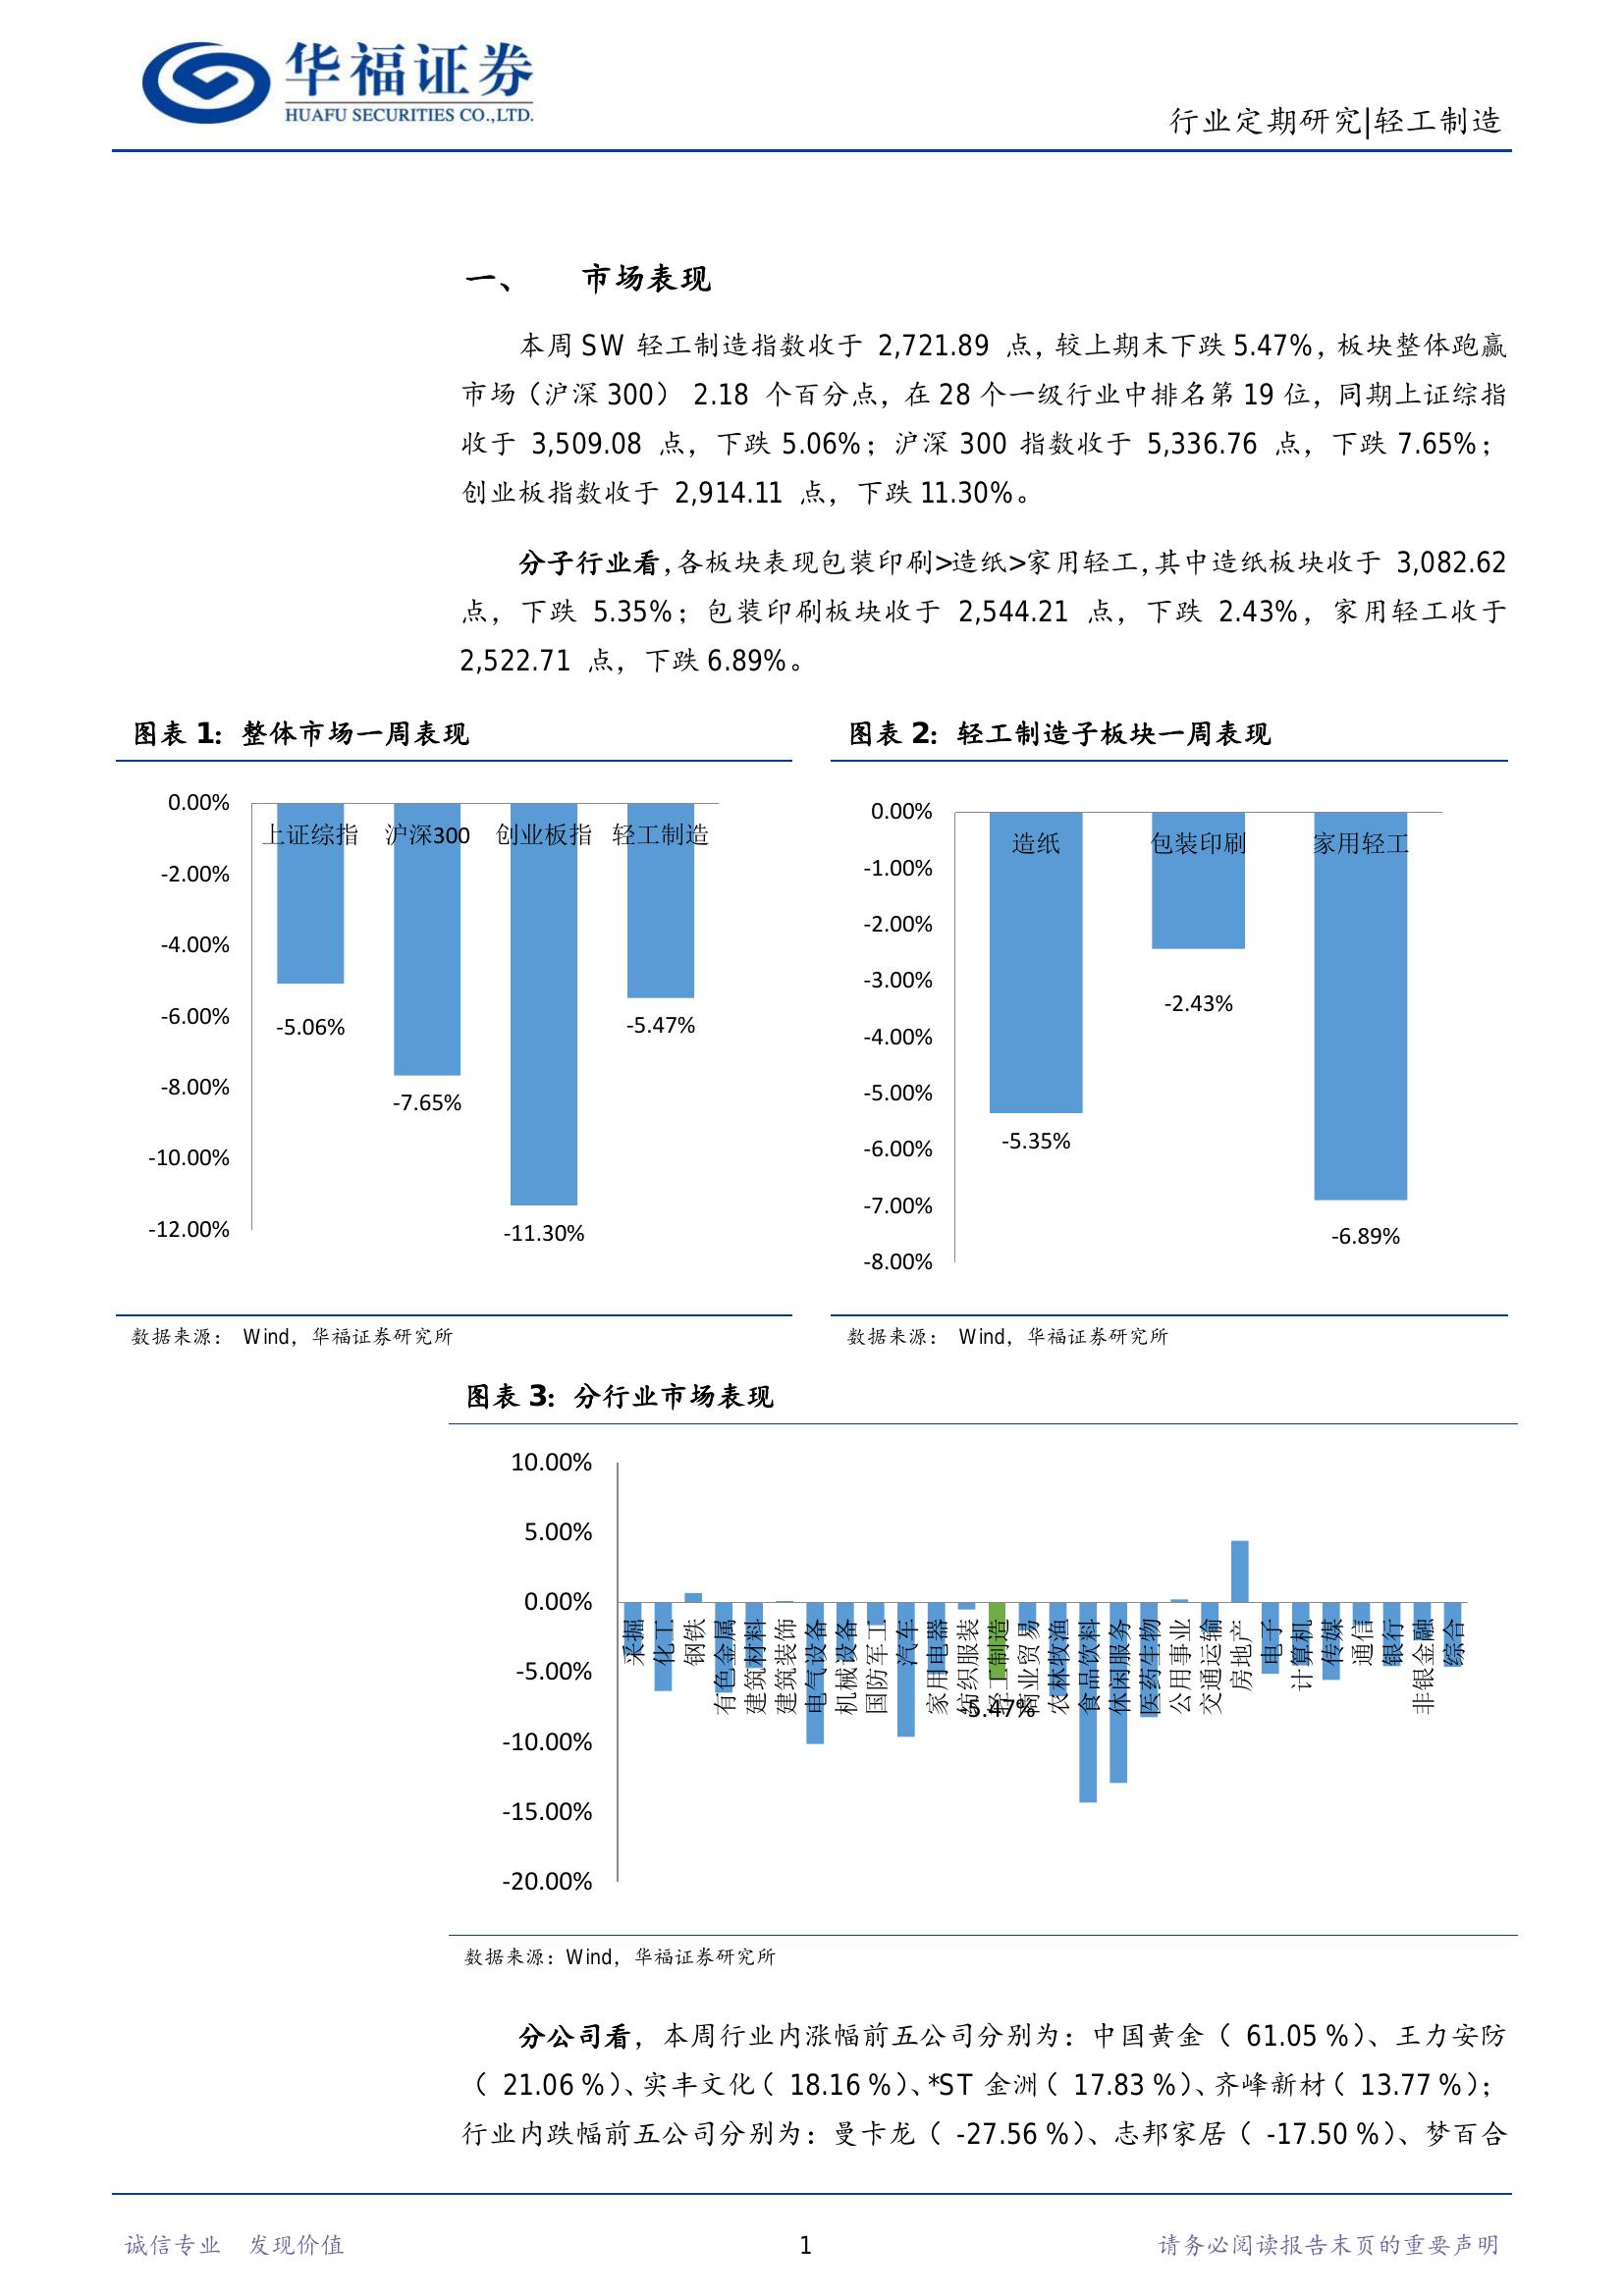 华福证券
HUAFU SECURITIES CO.,LTD.
行业定期研究|轻工制造
一、 市场表现
本周 SW 轻工制造指数收于 2,721.89 点，较上期末下跌 5.47%，板块整体跑赢
市场（沪深 300） 2.18 个百分点，在 28 个一级行业中排名第 19 位，同期上证综指
收于 3,509.08 点，下跌 5.06%；沪深 300 指数收于 5,336.76 点，下跌 7.65%；
创业板指数收于 2,914.11 点，下跌 11.30%。
分子行业看，各板块表现包装印刷>造纸>家用轻工，其中造纸板块收于 3,082.62
点，下跌 5.35%；包装印刷板块收于 2,544.21 点，下跌 2.43%，家用轻工收于
2,522.71 点，下跌 6.89%。
图表 1：整体市场一周表现
0.00%
-2.00%
-4.00%
-6.00%
-8.00%
-10.00%
-12.00%
上证综指 沪深300 创业板指 轻工制造
-5.06%
-7.65%
-11.30%
-5.47%
数据来源： Wind，华福证券研究所
图表 2：轻工制造子板块一周表现
0.00%
-1.00%
-2.00%
-3.00%
-4.00%
-5.00%
-6.00%
-7.00%
-8.00%
造纸 包装印刷 家用轻工
-5.35%
-2.43%
-6.89%
数据来源： Wind，华福证券研究所
图表 3：分行业市场表现
10.00%
5.00%
0.00%
-5.00%
-10.00%
-15.00%
-20.00%
采掘
化工
钢铁
有色金属
建筑材料
建筑装饰
电气设备
机械设备
国防军工
汽车
家用电器
纺织服装
轻工制造
商业贸易
农林牧渔
食品饮料
休闲服务
医药生物
公用事业
交通运输
房地产
电子
计算机
传媒
通信
银行
非银金融
综合
-5.47%
数据来源：Wind，华福证券研究所
分公司看，本周行业内涨幅前五公司分别为：中国黄金（ 61.05 %）、王力安防
（ 21.06 %）、实丰文化（ 18.16 %）、*ST 金洲（ 17.83 %）、齐峰新材（ 13.77 %）；
行业内跌幅前五公司分别为：曼卡龙（ -27.56 %）、志邦家居（ -17.50 %）、梦百合
诚信专业 发现价值
1
请务必阅读报告末页的重要声明